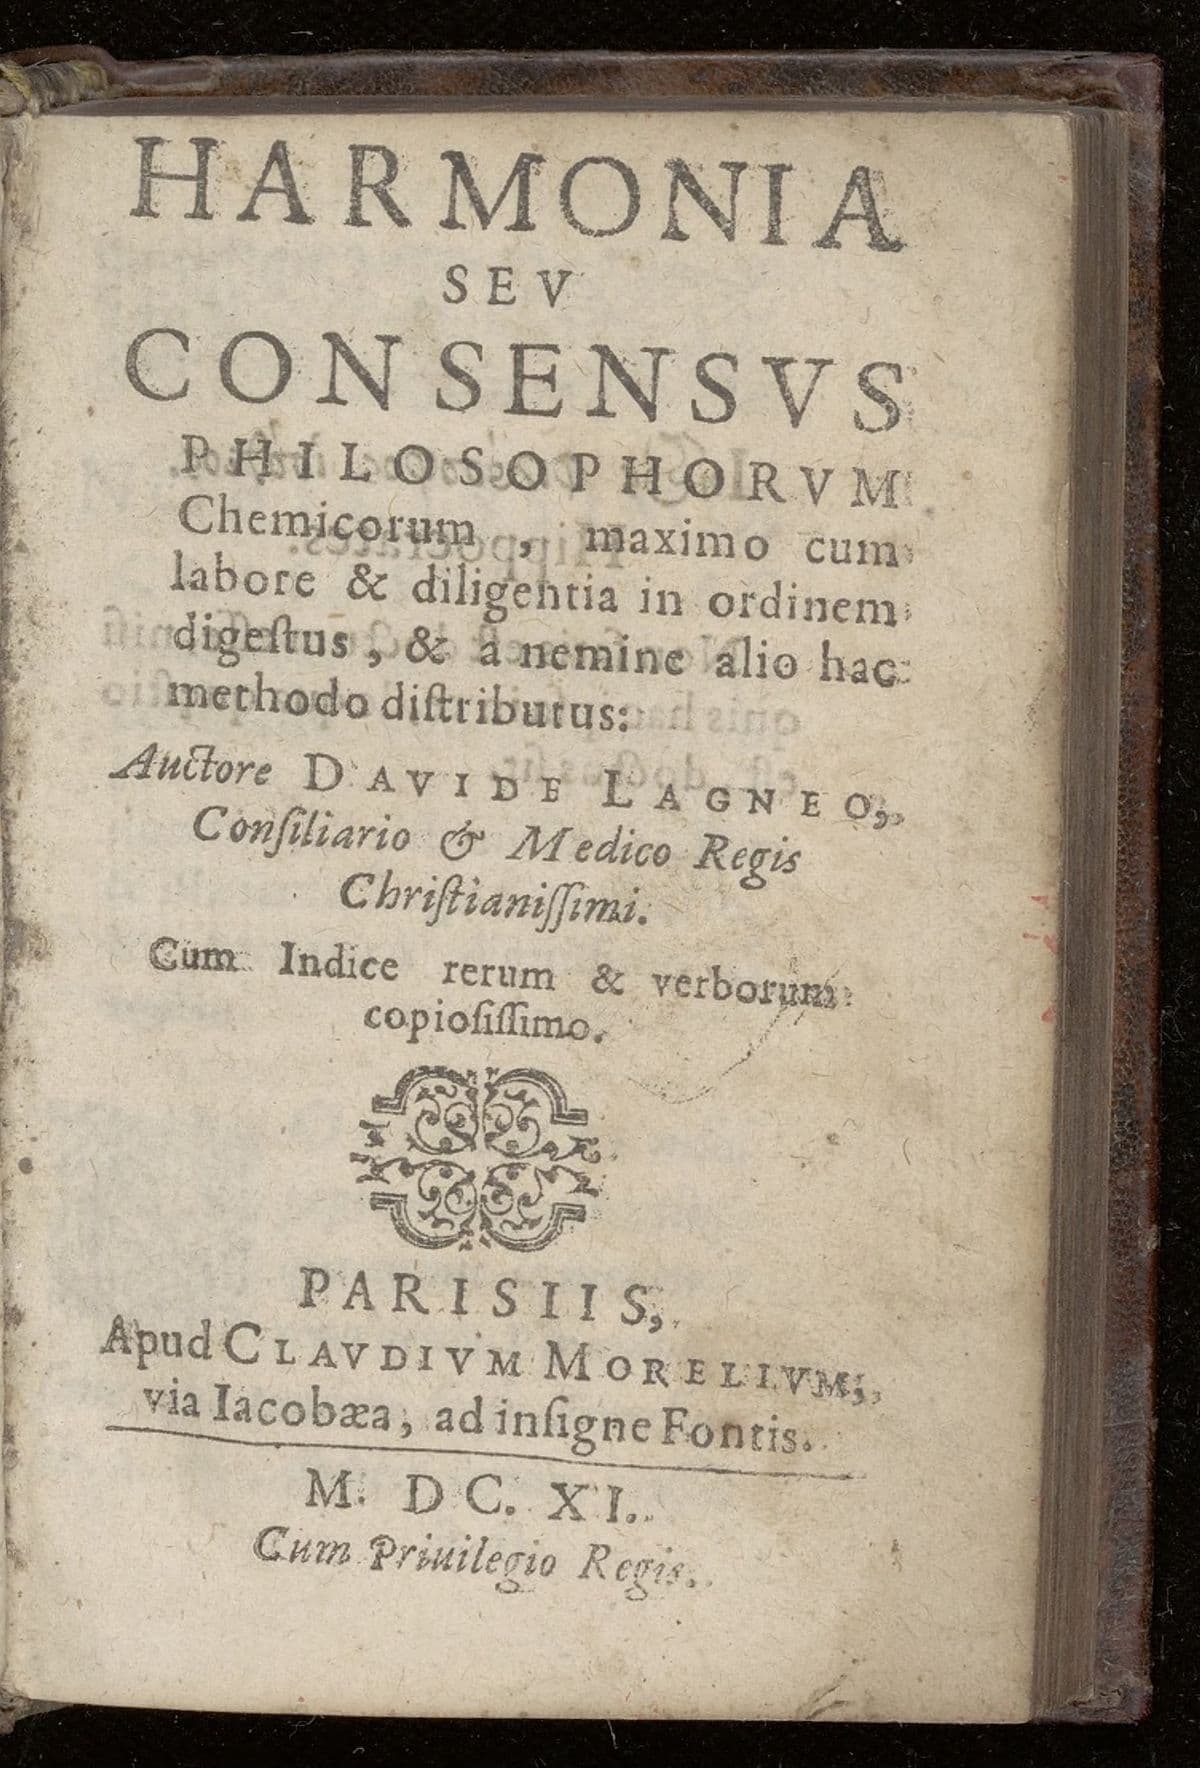 HARMONIA
SEV
CONSENSVS
PHILOSOPHORVM
Chemicorum, maximo cum
labore & diligentia in ordinem
digeſtus, & a nemine alio hac
methodo diſtributus:
Auctore DAVIDE LAGNEO,
Conſiliario & Medico Regis
Chriſtianiſſimi.
Cum Indice rerum & verborum
copioſiſſimo.
PARISIIS,
Apud CLAVDIVM MORELLVM,
via Iacobæa, ad inſigne Fontis.
M. DC. XI.
Cum Priuilegio Regis.